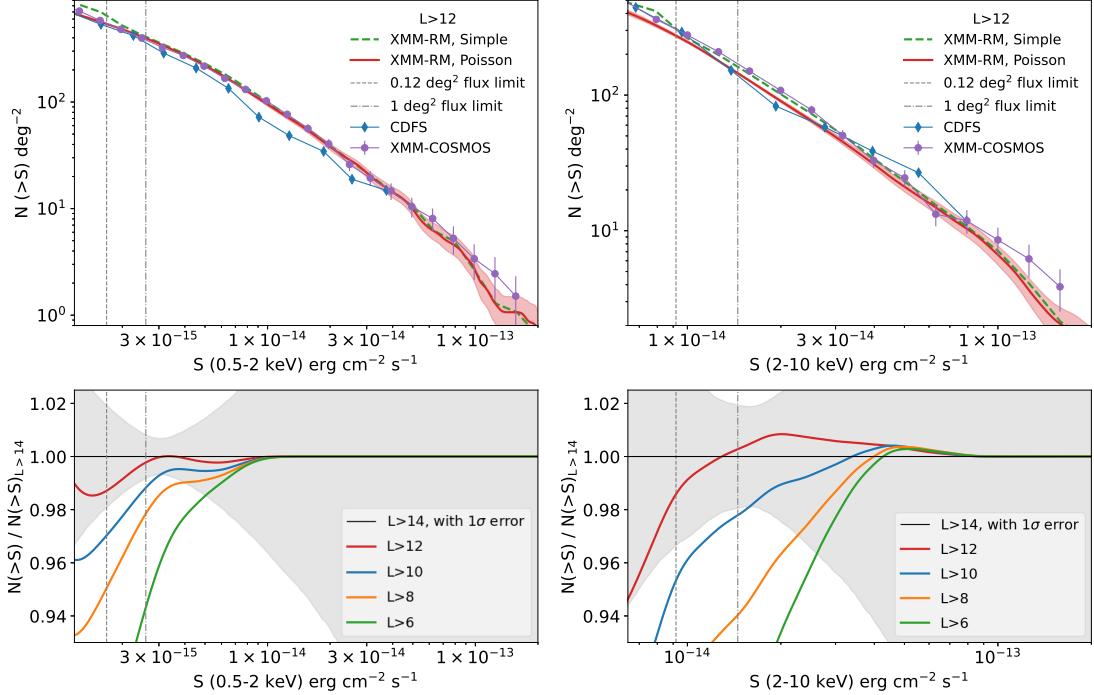 L>12
XMM-RM, Simple
XMM-RM, Poisson
0.12 deg² flux limit
1 deg² flux limit
CDFS
XMM-COSMOS
N (>S) deg⁻²
10²
10¹
10⁰
3 × 10⁻¹⁵
1 × 10⁻¹⁴
3 × 10⁻¹⁴
1 × 10⁻¹³
S (0.5-2 keV) erg cm⁻² s⁻¹
L>12
XMM-RM, Simple
XMM-RM, Poisson
0.12 deg² flux limit
1 deg² flux limit
CDFS
XMM-COSMOS
N (>S) deg⁻²
10²
10¹
1 × 10⁻¹⁴
3 × 10⁻¹⁴
1 × 10⁻¹³
S (2-10 keV) erg cm⁻² s⁻¹
N(>S) / N(>S)L>14
1.02
1.00
0.98
0.96
0.94
L>14, with 1σ error
L>12
L>10
L>8
L>6
3 × 10⁻¹⁵
1 × 10⁻¹⁴
3 × 10⁻¹⁴
1 × 10⁻¹³
S (0.5-2 keV) erg cm⁻² s⁻¹
N(>S) / N(>S)L>14
1.02
1.00
0.98
0.96
0.94
L>14, with 1σ error
L>12
L>10
L>8
L>6
10⁻¹⁴
10⁻¹³
S (2-10 keV) erg cm⁻² s⁻¹